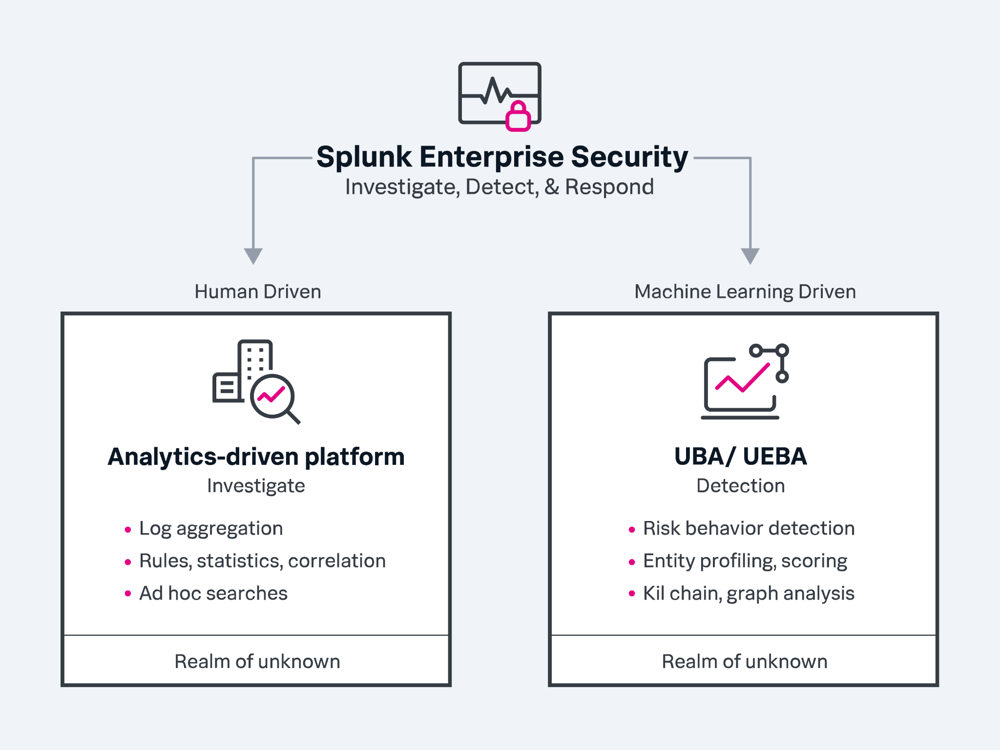 Splunk Enterprise Security
Investigate, Detect, & Respond
Human Driven
Analytics-driven platform
Investigate
Log aggregation
Rules, statistics, correlation
Ad hoc searches
Realm of unknown
Machine Learning Driven
UBA/ UEBA
Detection
Risk behavior detection
Entity profiling, scoring
Kil chain, graph analysis
Realm of unknown